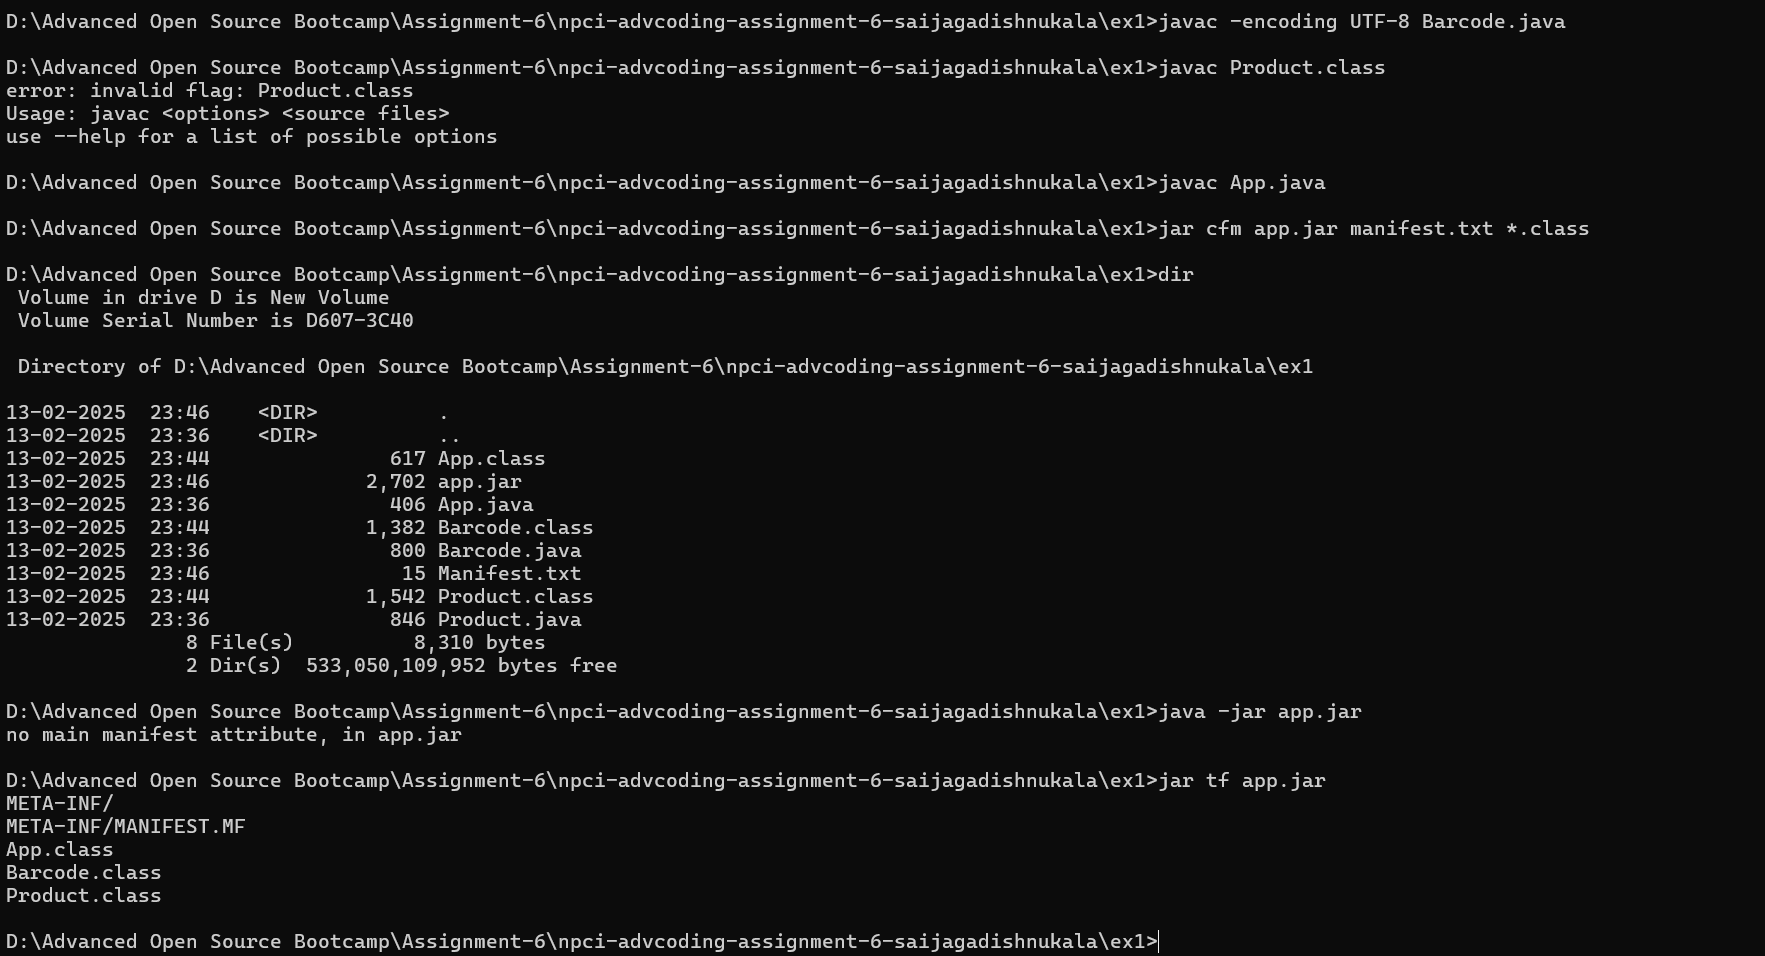 D:\Advanced Open Source Bootcamp\Assignment-6\npci-advcoding-assignment-6-saijagadishnukala\ex1>javac -encoding UTF-8 Barcode.java
D:\Advanced Open Source Bootcamp\Assignment-6\npci-advcoding-assignment-6-saijagadishnukala\ex1>javac Product.class
error: invalid flag: Product.class
Usage: javac <options> <source files>
use --help for a list of possible options
D:\Advanced Open Source Bootcamp\Assignment-6\npci-advcoding-assignment-6-saijagadishnukala\ex1>javac App.java
D:\Advanced Open Source Bootcamp\Assignment-6\npci-advcoding-assignment-6-saijagadishnukala\ex1>jar cfm app.jar manifest.txt *.class
D:\Advanced Open Source Bootcamp\Assignment-6\npci-advcoding-assignment-6-saijagadishnukala\ex1>dir
 Volume in drive D is New Volume
 Volume Serial Number is D607-3C40
 Directory of D:\Advanced Open Source Bootcamp\Assignment-6\npci-advcoding-assignment-6-saijagadishnukala\ex1
13-02-2025  23:46    <DIR>          .
13-02-2025  23:36    <DIR>          ..
13-02-2025  23:44               617 App.class
13-02-2025  23:46             2,702 app.jar
13-02-2025  23:36               406 App.java
13-02-2025  23:44             1,382 Barcode.class
13-02-2025  23:36               800 Barcode.java
13-02-2025  23:46                15 Manifest.txt
13-02-2025  23:44             1,542 Product.class
13-02-2025  23:36               846 Product.java
               8 File(s)          8,310 bytes
               2 Dir(s)  533,050,109,952 bytes free
D:\Advanced Open Source Bootcamp\Assignment-6\npci-advcoding-assignment-6-saijagadishnukala\ex1>java -jar app.jar
no main manifest attribute, in app.jar
D:\Advanced Open Source Bootcamp\Assignment-6\npci-advcoding-assignment-6-saijagadishnukala\ex1>jar tf app.jar
META-INF/
META-INF/MANIFEST.MF
App.class
Barcode.class
Product.class
D:\Advanced Open Source Bootcamp\Assignment-6\npci-advcoding-assignment-6-saijagadishnukala\ex1>